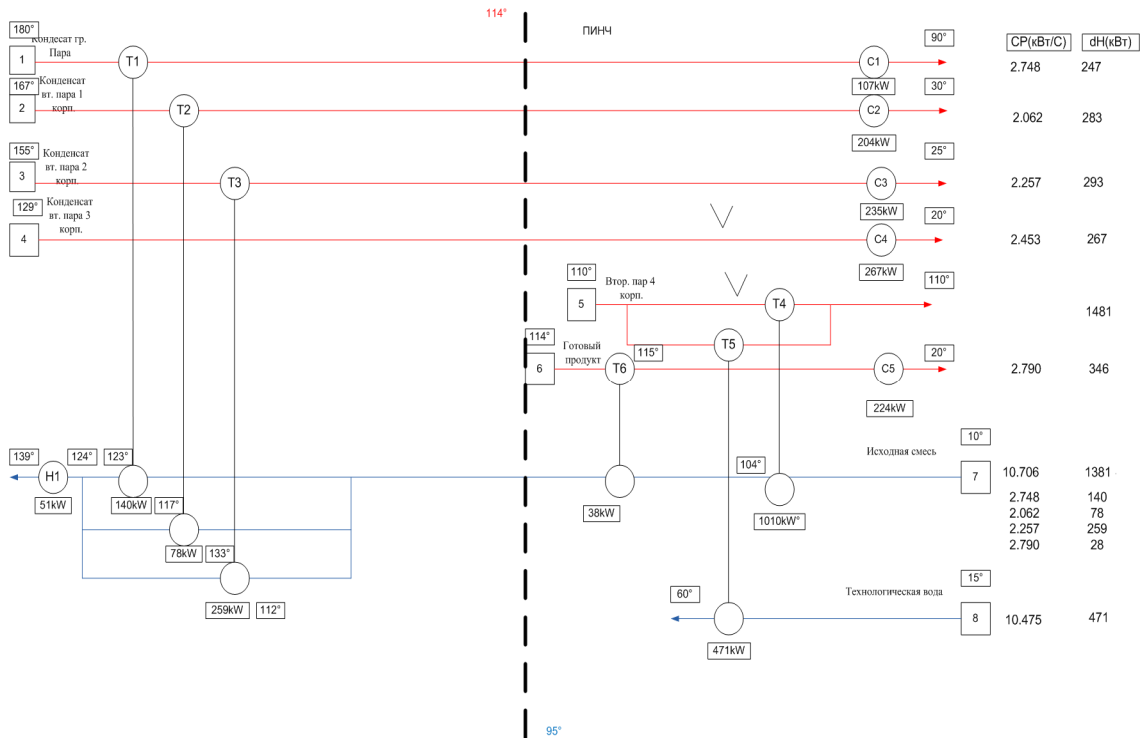 114°
ПИНЧ
180°
Кондесат гр.
Пара
1
T1
C1
107kW
90°
CP(кВт/С)
dH(кВт)
2.748
247
167°
Конденсат
вт. пара 1
корп.
2
T2
C2
204kW
30°
2.062
283
155°
Конденсат
вт. пара 2
корп.
3
T3
C3
235kW
25°
2.257
293
129°
Конденсат
вт. пара 3
корп.
4
C4
267kW
20°
2.453
267
110°
Втор. пар 4
корп.
5
T4
110°
1481
T5
114°
Готовый
продукт
115°
6
T6
C5
224kW
20°
2.790
346
139°
H1
51kW
124°
123°
140kW
117°
78kW
133°
259kW
112°
38kW
104°
1010kW°
Исходная смесь
10°
7
10.706
1381
2.748
140
2.062
78
2.257
259
2.790
28
60°
471kW
Технологическая вода
15°
8
10.475
471
95°